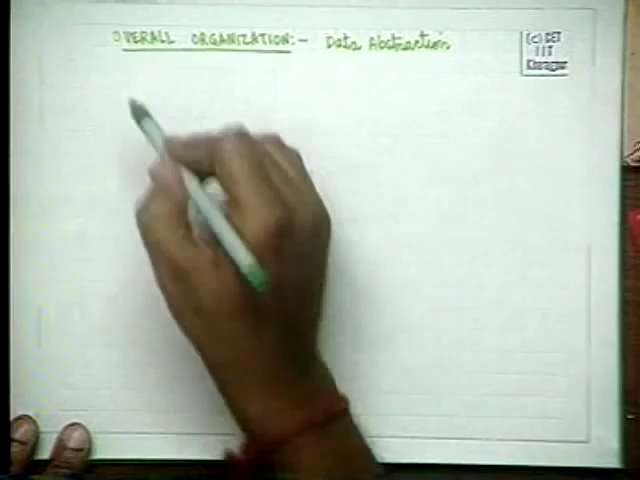 OVERALL ORGANIZATION:- Data Abstraction
(c) CET
IIT
Kharagpur